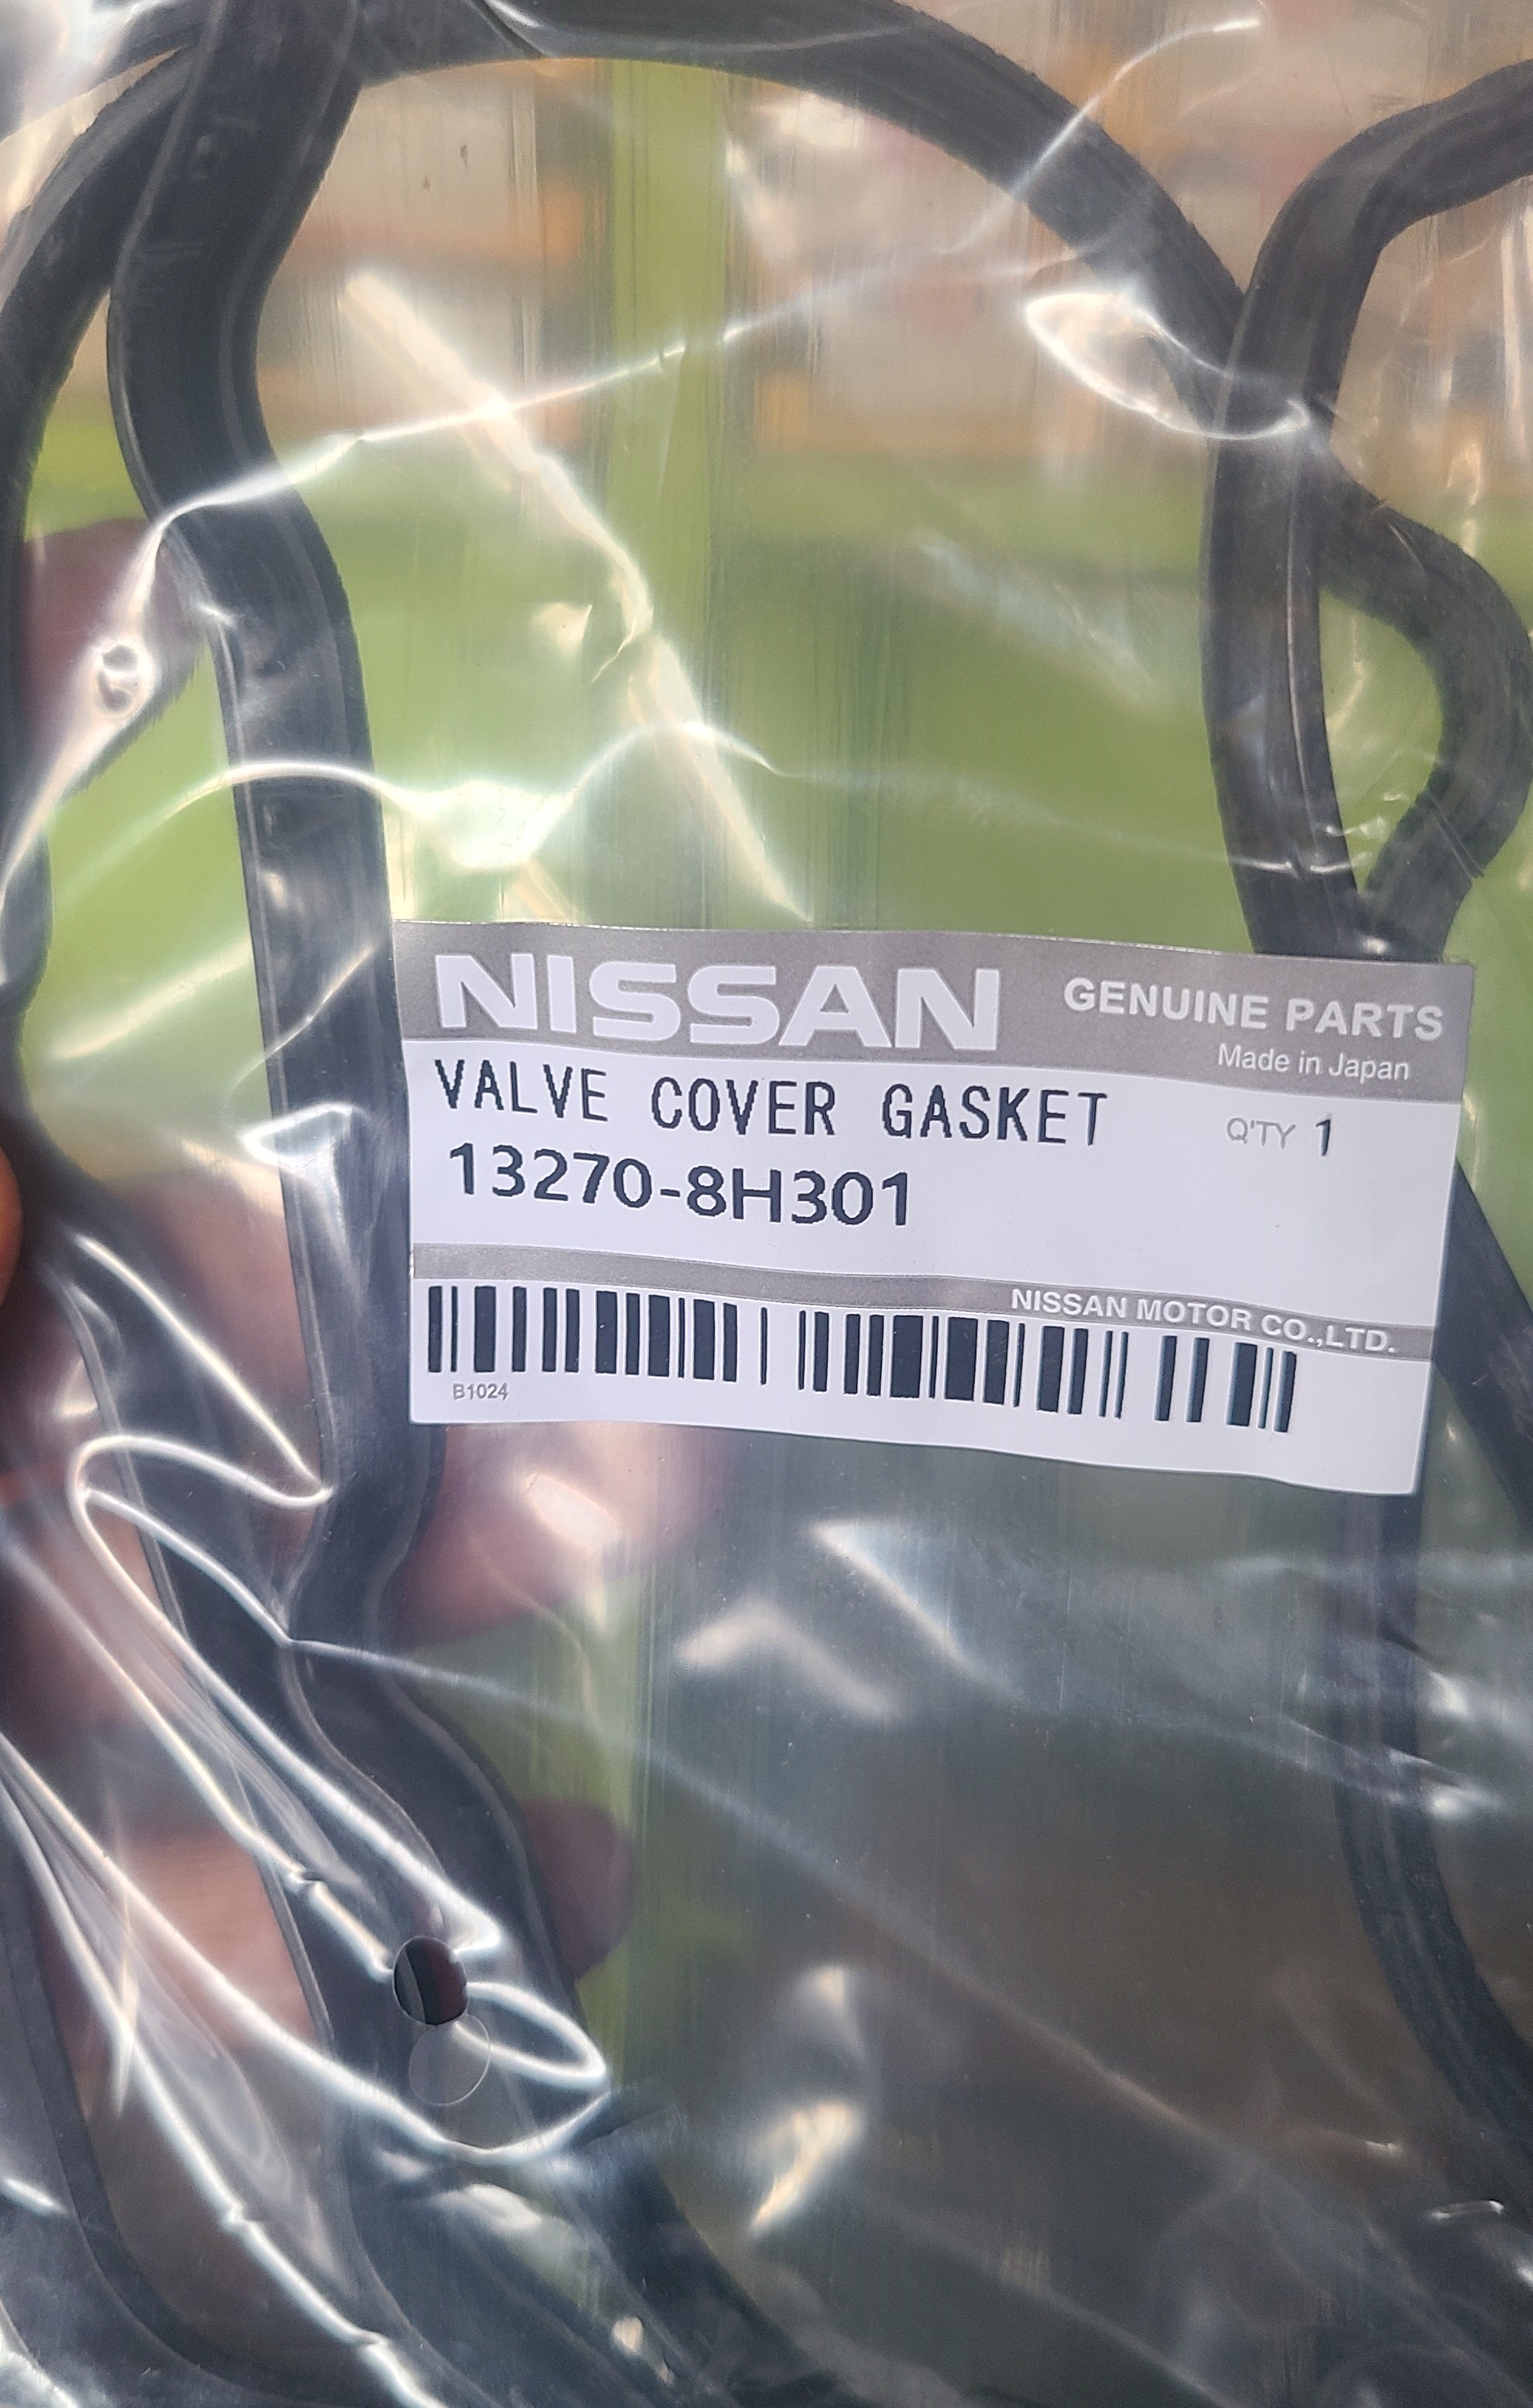 NISSAN GENUINE PARTS
Made in Japan
VALVE COVER GASKET Q'TY 1
13270-8H301
NISSAN MOTOR CO.,LTD.
B1024